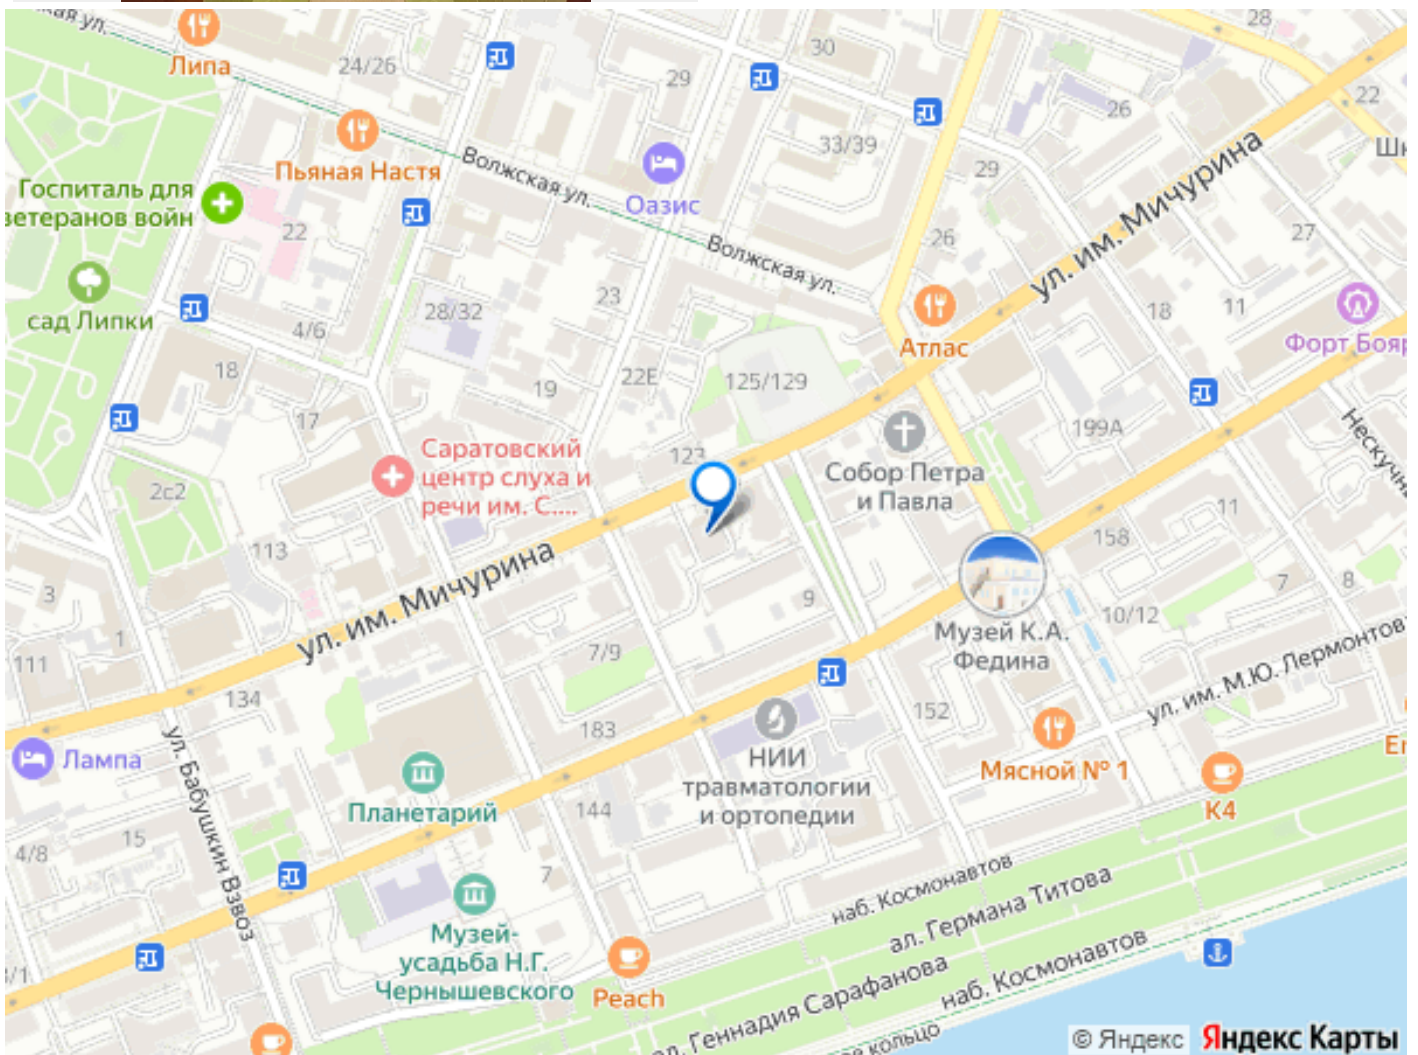 ул.
Липа
24/26
29
30
28
26
22
Пьяная Настя
Волжская ул.
33/39
29
Госпиталь для
ветеранов войн
22
Оазис
Волжская ул.
26
ул. им. Мичурина
27
сад Липки
4/6
28/32
23
Атлас
18
11
Форт Бояр
18
17
19
22Е
125/129
199А
Нескучн
Саратовский
центр слуха и
речи им. С....
123
Собор Петра
и Павла
2с2
113
11
158
3
1
111
ул. им. Мичурина
9
7
8
10/12
Музей К.А.
Федина
7/9
134
183
152
ул. им. М.Ю. Лермонтов
Лампа
ул. Бабушкин Взвоз
Планетарий
НИИ
травматологии
и ортопедии
Мясной № 1
К4
144
15
4/8
7
наб. Космонавтов
ал. Германа Титова
Музей-
усадьба Н.Г.
Чернышевского
Peach
ал. Геннадия Сарафанова
наб. Космонавтов
кольцо
© Яндекс Яндекс Карты